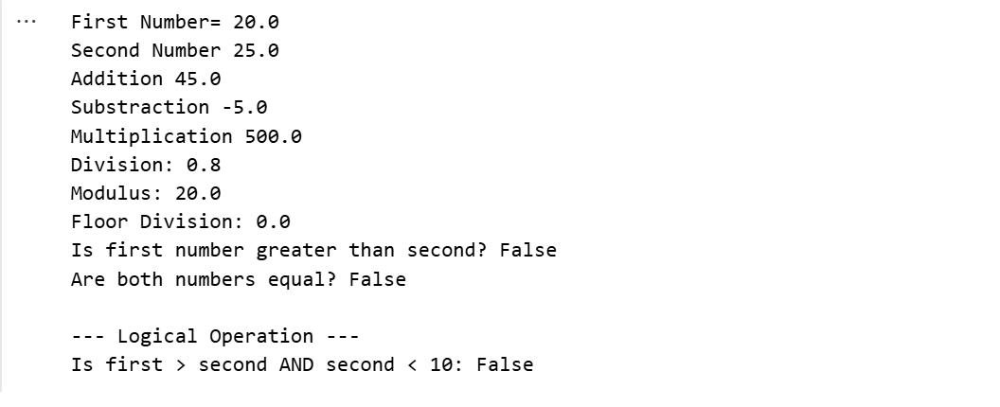 First Number= 20.0
Second Number 25.0
Addition 45.0
Substraction -5.0
Multiplication 500.0
Division: 0.8
Modulus: 20.0
Floor Division: 0.0
Is first number greater than second? False
Are both numbers equal? False
--- Logical Operation ---
Is first > second AND second < 10: False